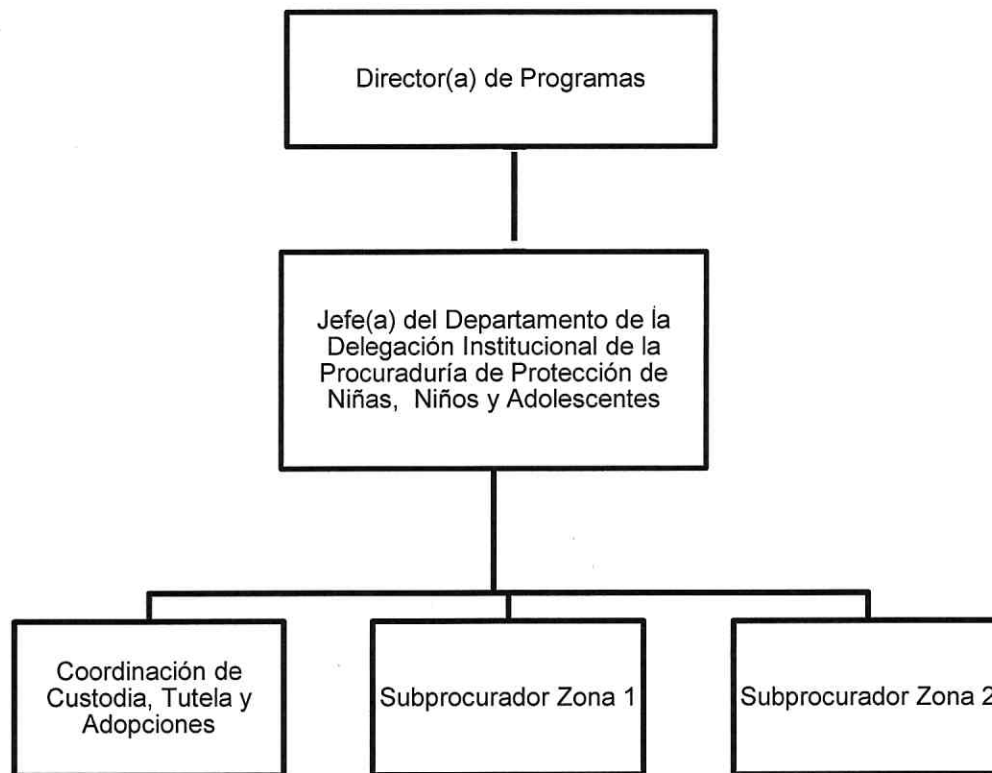 Director(a) de Programas
Jefe(a) del Departamento de la
Delegación Institucional de la
Procuraduría de Protección de
Niñas, Niños y Adolescentes
Coordinación de
Custodia, Tutela y
Adopciones
Subprocurador Zona 1
Subprocurador Zona 2